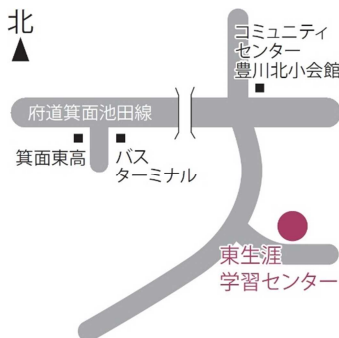 北
コミュニティ
センター
豊川北小会館
府道箕面池田線
箕面東高
バス
ターミナル
東生涯
学習センター